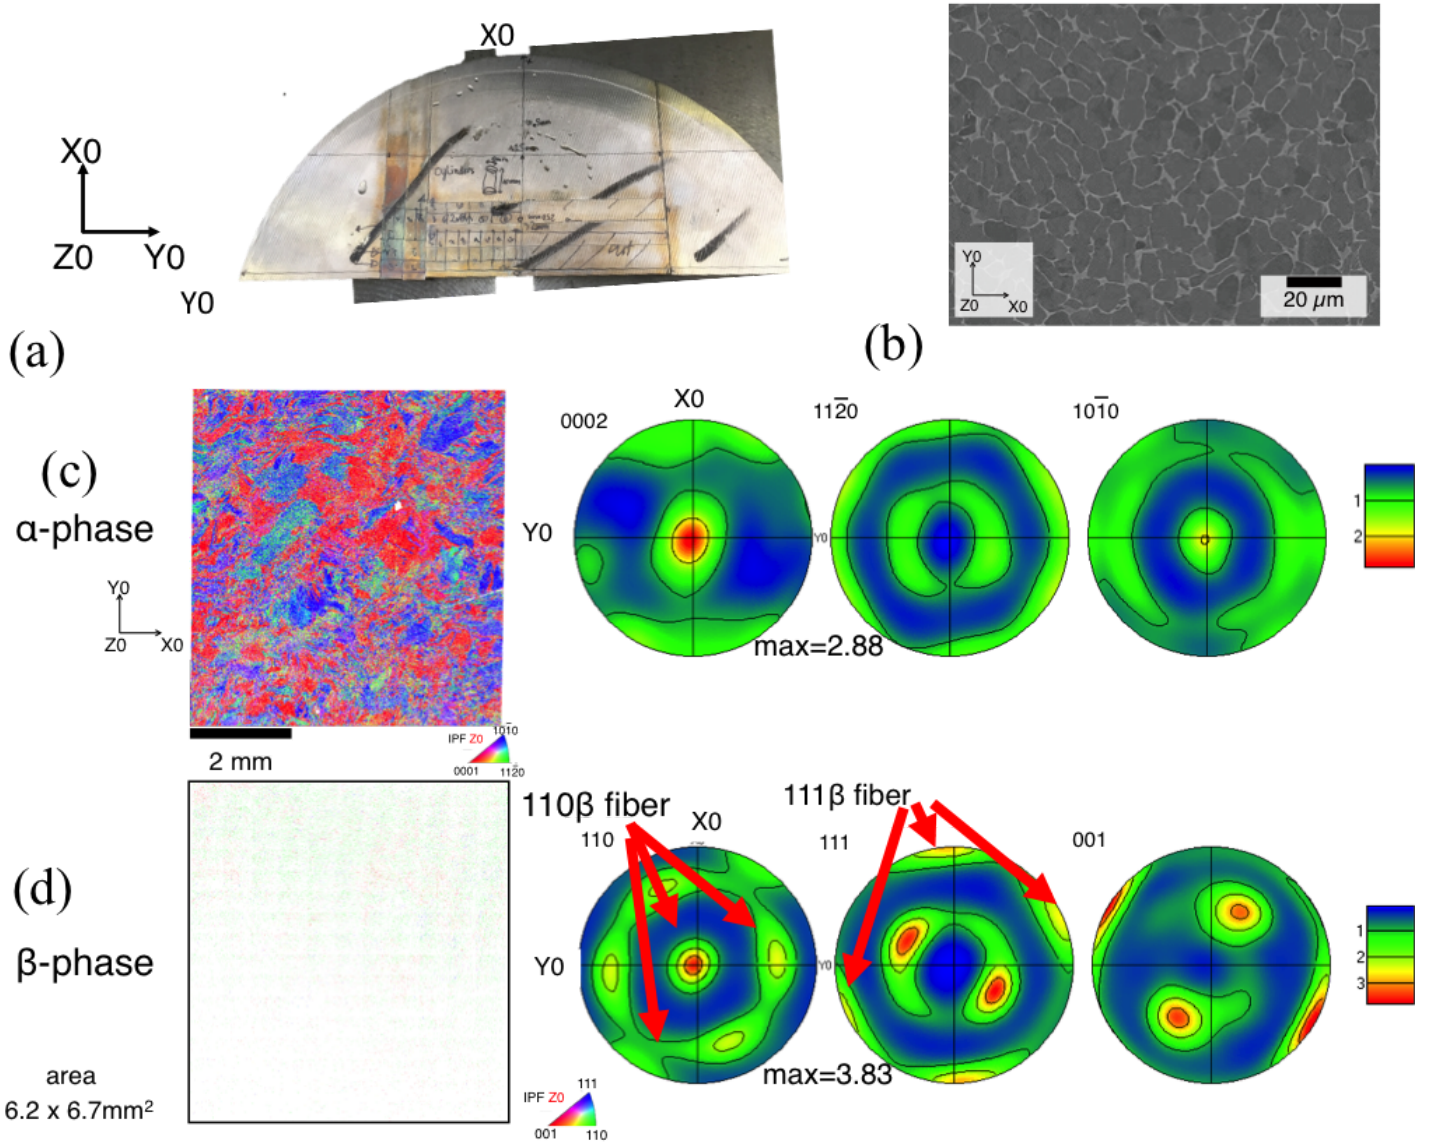 X0
X0
Z0 Y0
Y0
(a)
Cylinders
cut
Y0
Z0 X0
20 μm
(b)
(c)
α-phase
Y0
Z0 X0
2 mm
IPF Z0
10-10
0001 11-20
X0
0002
11-20
10-10
Y0
Y0
max=2.88
1
2
(d)
β-phase
area
6.2 x 6.7mm²
110β fiber
X0
110
Y0
111β fiber
111
Y0
001
max=3.83
1
2
3
IPF Z0
111
001 110